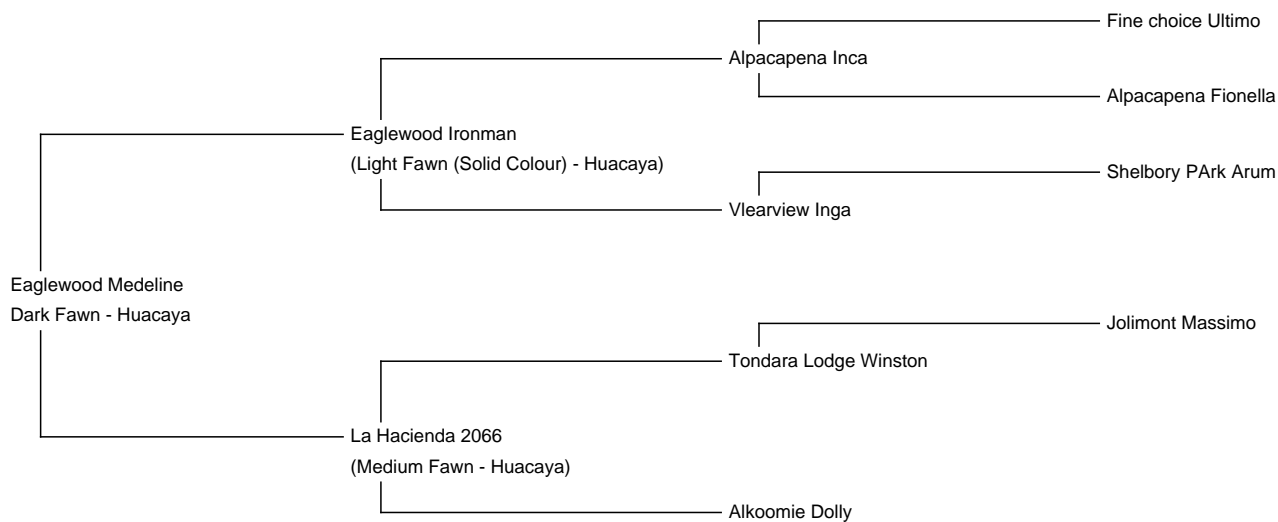 Fine choice Ultimo
Alpacapena Inca
Alpacapena Fionella
Eaglewood Ironman
(Light Fawn (Solid Colour) - Huacaya)
Shelbory PArk Arum
Vlearview Inga
Eaglewood Medeline
Dark Fawn - Huacaya
Jolimont Massimo
Tondara Lodge Winston
La Hacienda 2066
(Medium Fawn - Huacaya)
Alkoomie Dolly